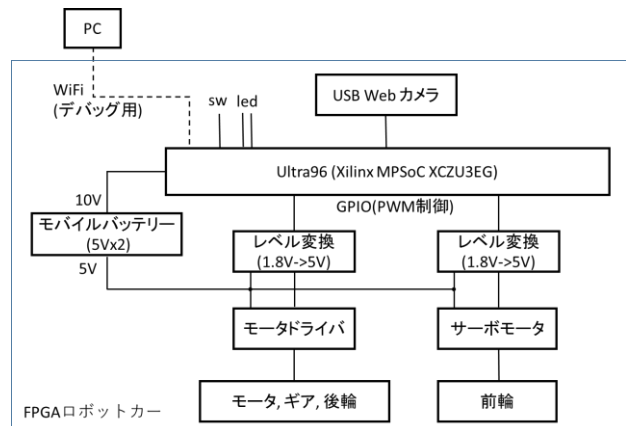 PC
WiFi
(デバッグ用)
sw led
USB Web カメラ
Ultra96 (Xilinx MPSoC XCZU3EG)
10V
GPIO(PWM制御)
モバイルバッテリー
(5Vx2)
5V
レベル変換
(1.8V->5V)
レベル変換
(1.8V->5V)
モータドライバ
サーボモータ
モータ, ギア, 後輪
前輪
FPGAロボットカー